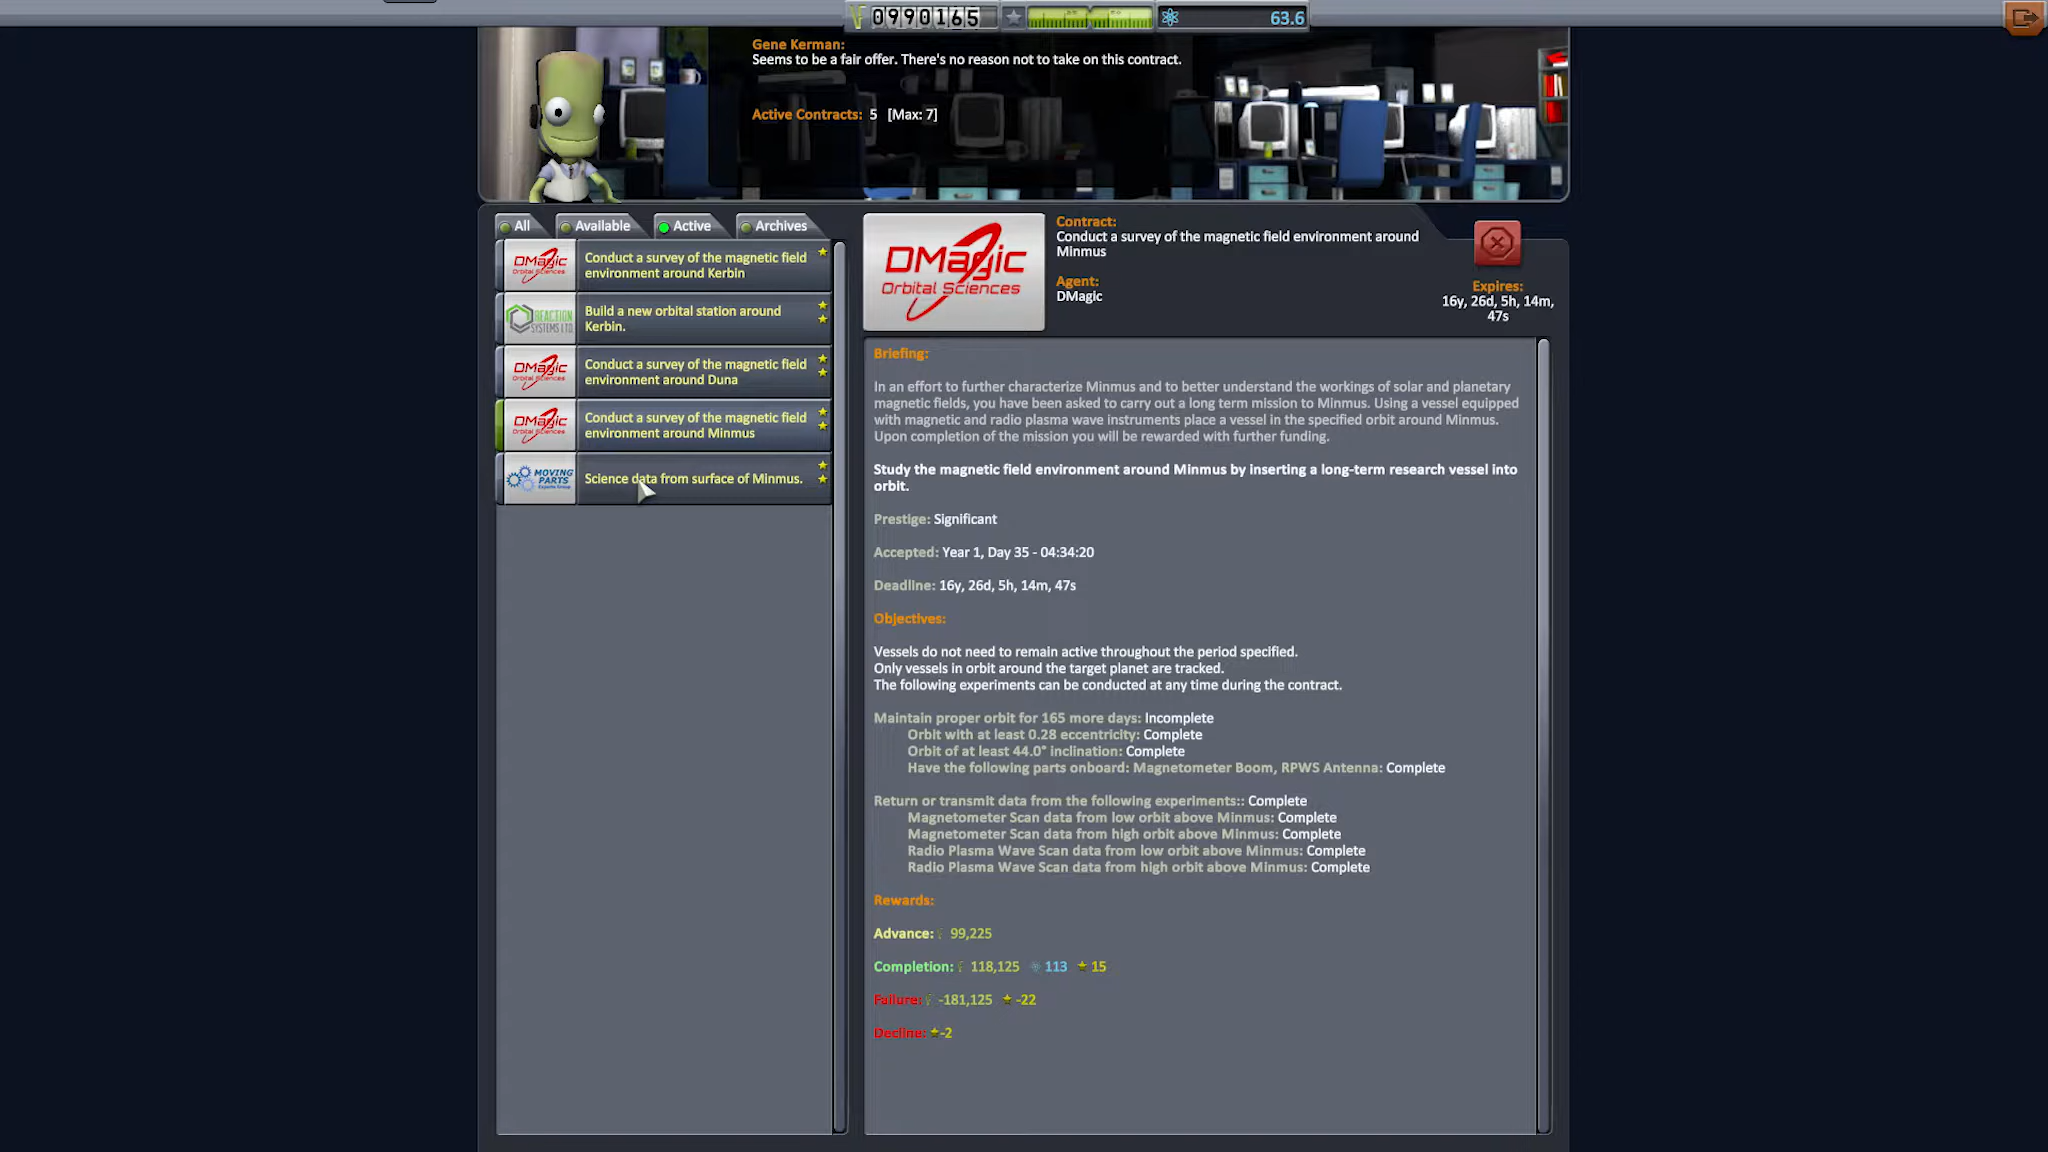 0990165
63.6
Gene Kerman:
Seems to be a fair offer. There's no reason not to take on this contract.
Active Contracts: 5 [Max: 7]
All
Available
Active
Archives
DMagic
Orbital Sciences
Conduct a survey of the magnetic field
environment around Kerbin
REACTION
SYSTEMS LTD
Build a new orbital station around
Kerbin.
DMagic
Orbital Sciences
Conduct a survey of the magnetic field
environment around Duna
DMagic
Orbital Sciences
Conduct a survey of the magnetic field
environment around Minmus
MOVING
PARTS
Experts Group
Science data from surface of Minmus.
DMagic
Orbital Sciences
Contract:
Conduct a survey of the magnetic field environment around
Minmus
Agent:
DMagic
Expires:
16y, 26d, 5h, 14m,
47s
Briefing:
In an effort to further characterize Minmus and to better understand the workings of solar and planetary
magnetic fields, you have been asked to carry out a long term mission to Minmus. Using a vessel equipped
with magnetic and radio plasma wave instruments place a vessel in the specified orbit around Minmus.
Upon completion of the mission you will be rewarded with further funding.
Study the magnetic field environment around Minmus by inserting a long-term research vessel into
orbit.
Prestige: Significant
Accepted: Year 1, Day 35 - 04:34:20
Deadline: 16y, 26d, 5h, 14m, 47s
Objectives:
Vessels do not need to remain active throughout the period specified.
Only vessels in orbit around the target planet are tracked.
The following experiments can be conducted at any time during the contract.
Maintain proper orbit for 165 more days: Incomplete
Orbit with at least 0.28 eccentricity: Complete
Orbit of at least 44.0° inclination: Complete
Have the following parts onboard: Magnetometer Boom, RPWS Antenna: Complete
Return or transmit data from the following experiments:: Complete
Magnetometer Scan data from low orbit above Minmus: Complete
Magnetometer Scan data from high orbit above Minmus: Complete
Radio Plasma Wave Scan data from low orbit above Minmus: Complete
Radio Plasma Wave Scan data from high orbit above Minmus: Complete
Rewards:
Advance: 99,225
Completion: 118,125 113 15
Failure: -181,125 -22
Decline: -2